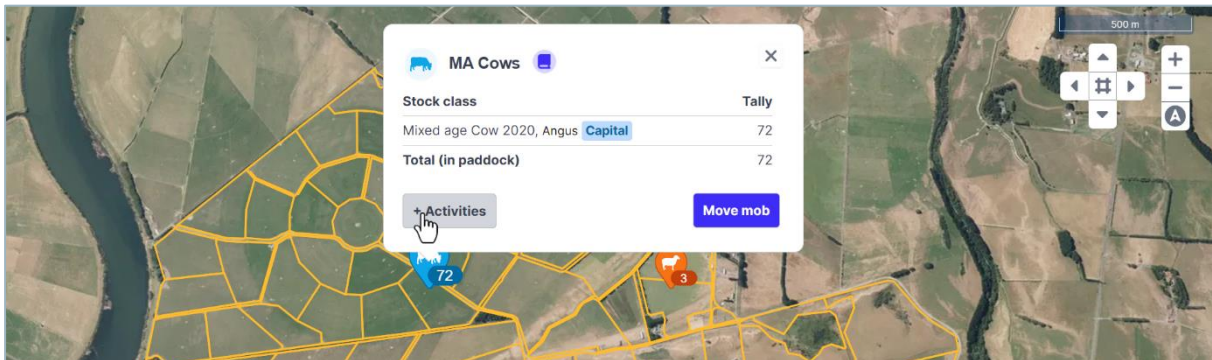 500 m
MA Cows
Stock class Tally
Mixed age Cow 2020, Angus Capital 72
Total (in paddock) 72
+ Activities Move mob
72
3
A